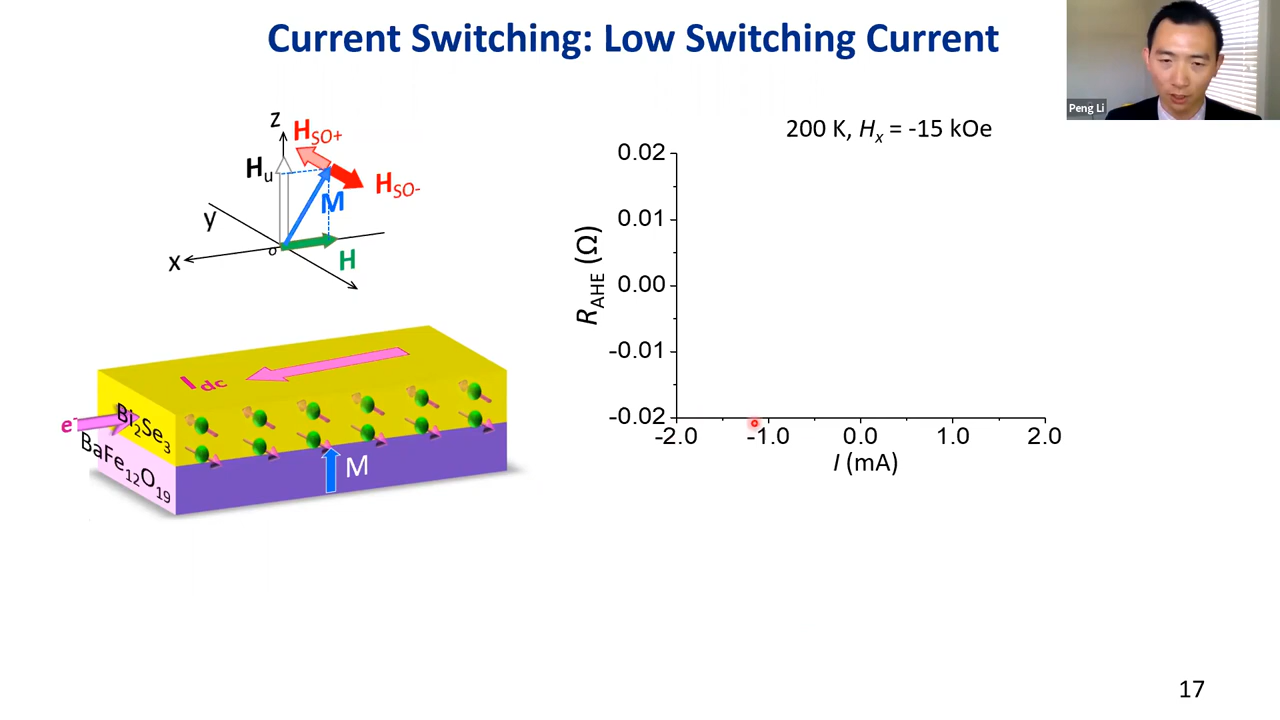 Current Switching: Low Switching Current
Peng Li
z
H_SO+
H_u
H_SO-
M
y
o
x
H
I_dc
e⁻
Bi₂Se₃
BaFe₁₂O₁₉
M
200 K, Hₓ = -15 kOe
0.02
0.01
0.00
-0.01
-0.02
R_AHE (Ω)
-2.0 -1.0 0.0 1.0 2.0
I (mA)
17